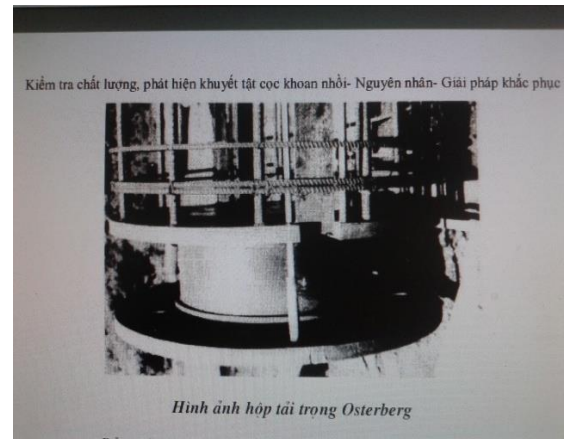 Kiểm tra chất lượng, phát hiện khuyết tật cọc khoan nhồi- Nguyên nhân- Giải pháp khắc phục
Hình ảnh hộp tải trọng Osterberg